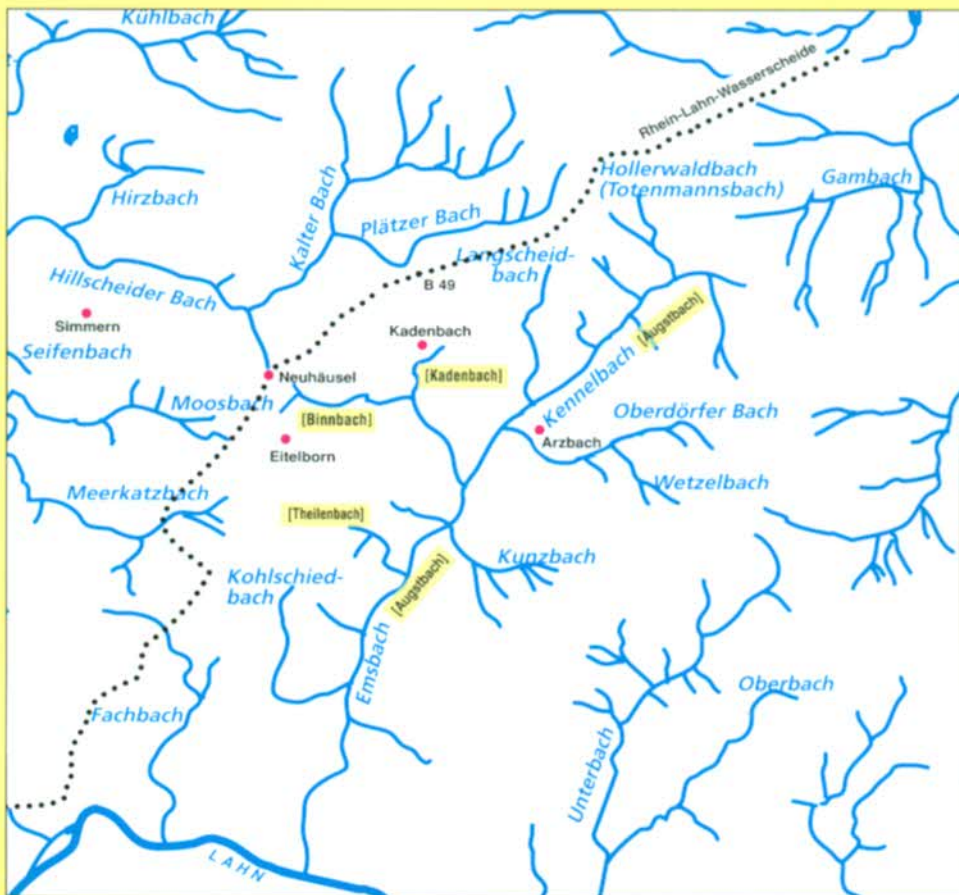 Kühlbach
Rhein-Lahn-Wasserscheide
Hirzbach
Kalter Bach
Plätzer Bach
Hollerwaldbach
(Totenmannsbach)
Gambach
Hillscheider Bach
Langscheid-
bach
B 49
Simmern
Seifenbach
Kadenbach
[Augstbach]
Neuhäusel
[Kadenbach]
Kennelbach
Moosbach
[Binnbach]
Oberdörfer Bach
Eitelborn
Arzbach
Meerkatzbach
Wetzelbach
[Theilenbach]
Kohlschied-
bach
[Augstbach]
Kunzbach
Emsbach
Fachbach
Oberbach
Unterbach
LAHN